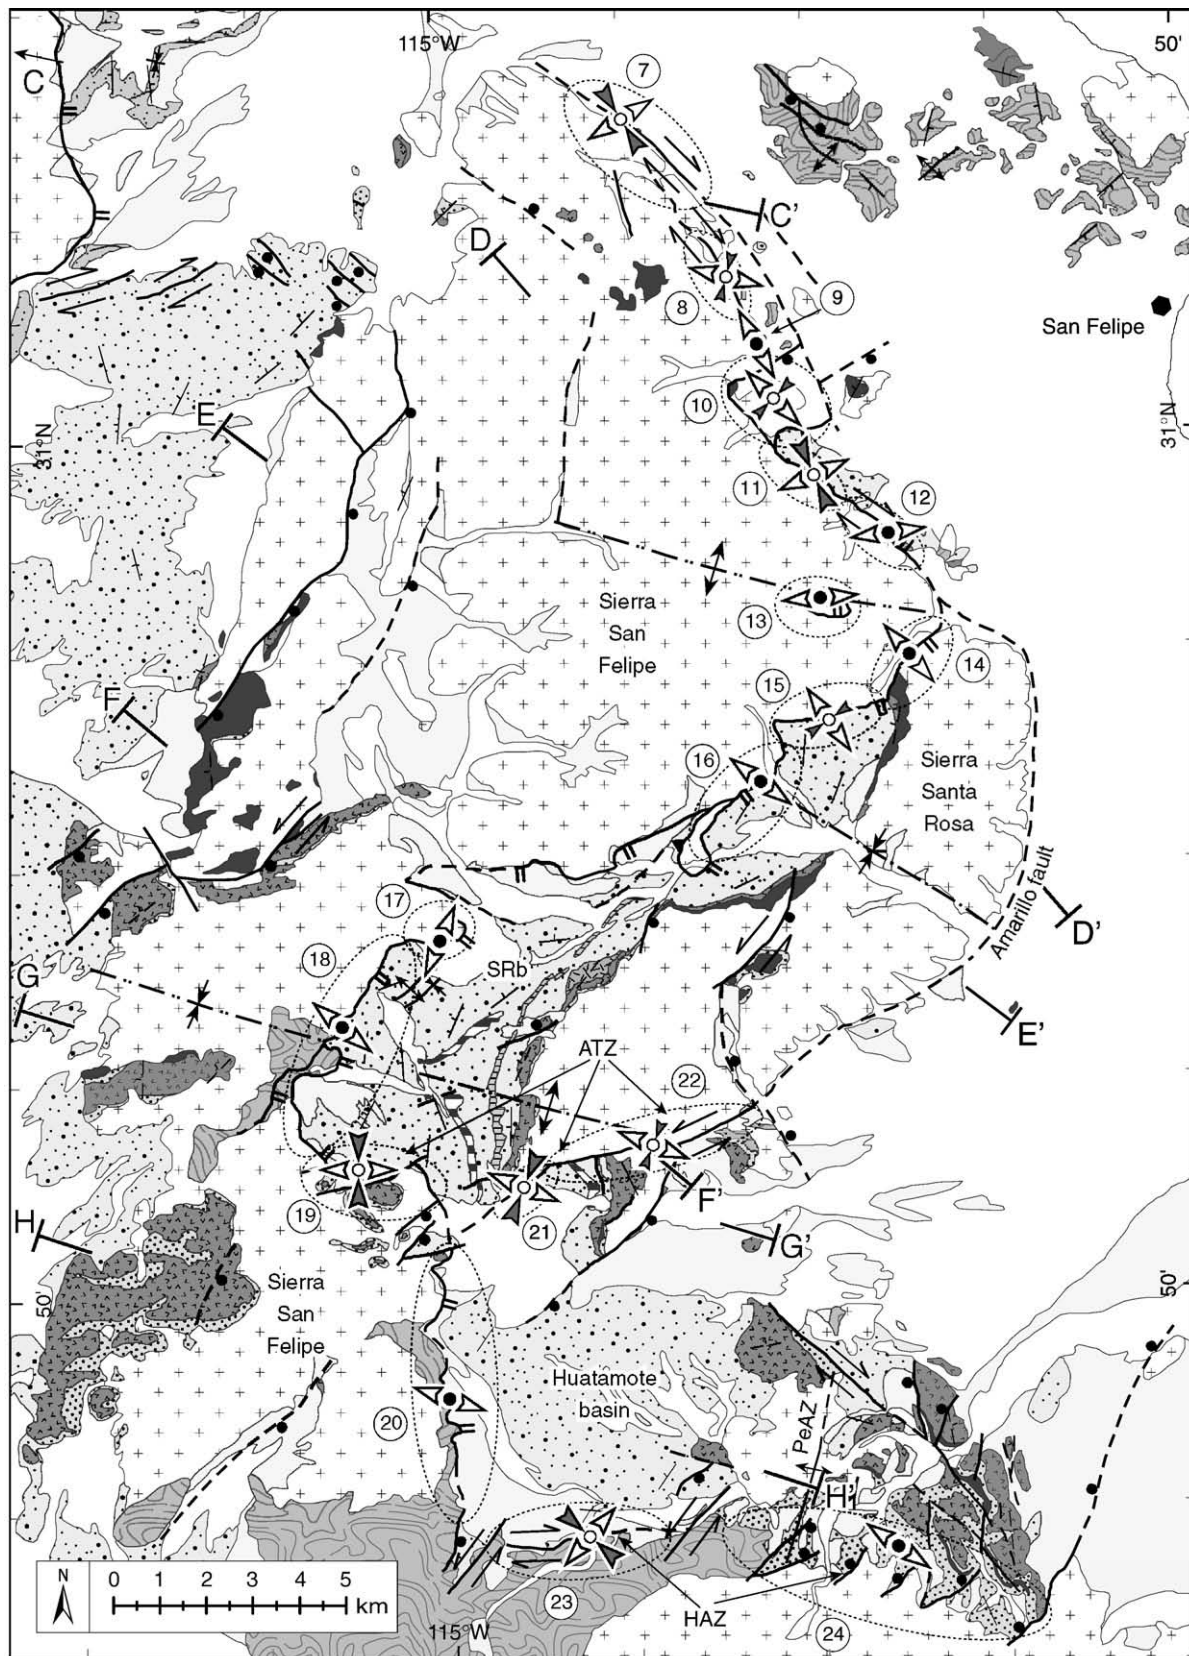 115°W
50'
C
7
C'
D
8
9
San Felipe
E
10
31°N
31°N
11
12
Sierra
San
Felipe
13
14
F
15
16
Sierra
Santa
Rosa
17
Amarillo fault
D'
18
SRb
G
E'
ATZ
22
F'
19
21
G'
H
Sierra
San
Felipe
50'
50'
Huatamote
basin
20
PeAZ
H'
N
0 1 2 3 4 5
km
23
HAZ
24
115°W